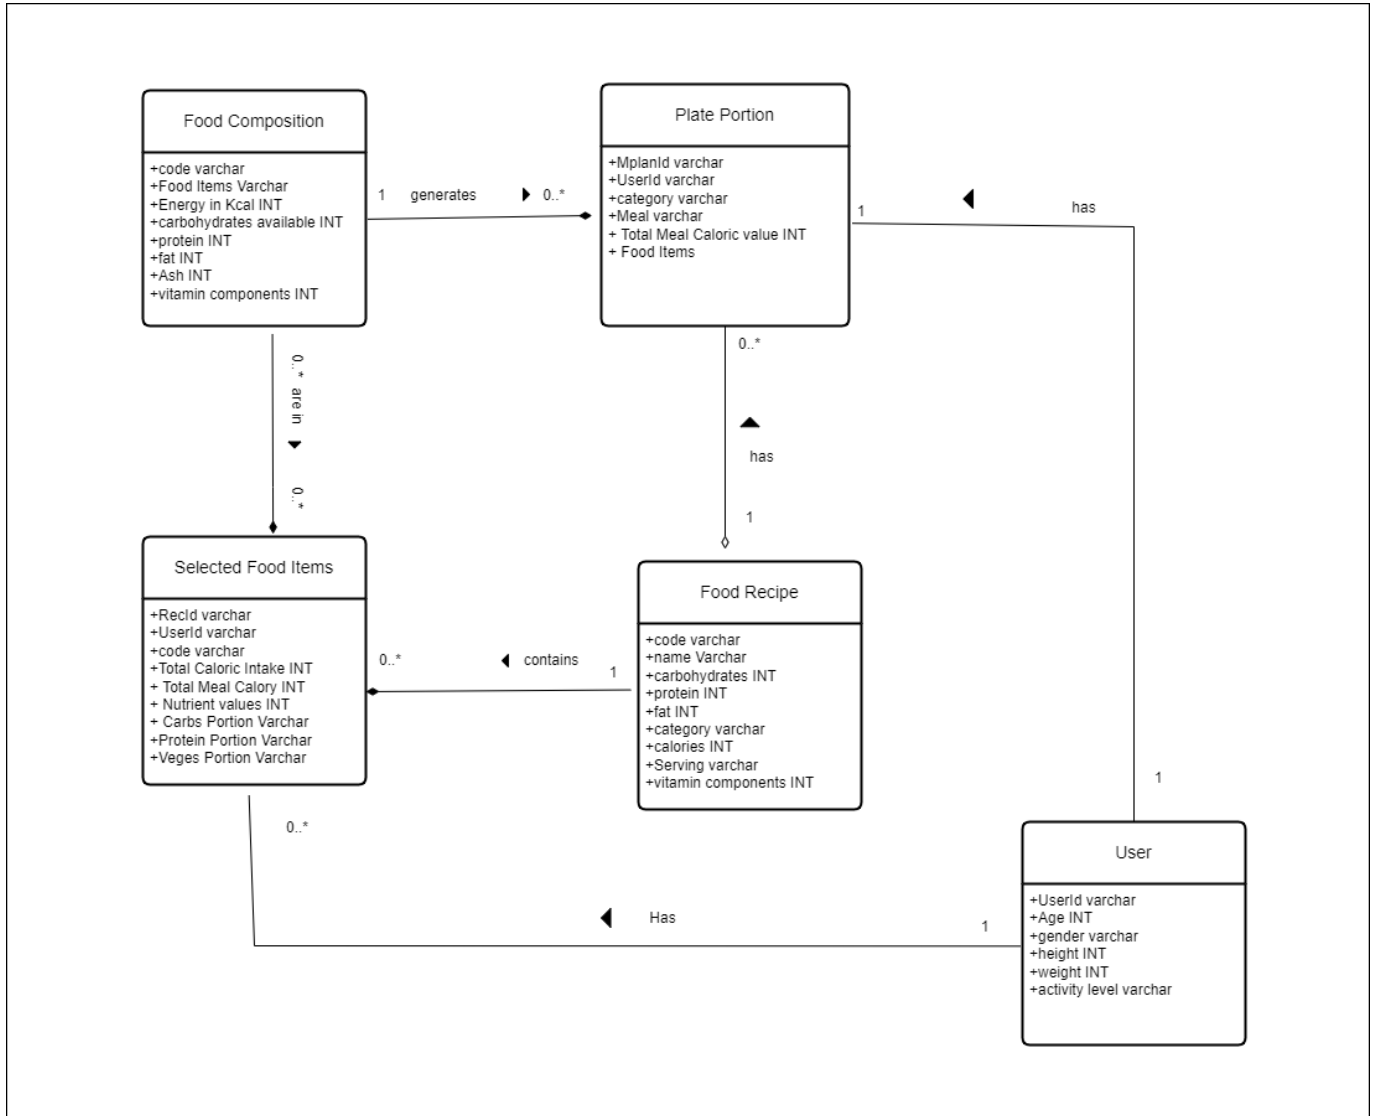 Food Composition
+code varchar
+Food Items Varchar
+Energy in Kcal INT
+carbohydrates available INT
+protein INT
+fat INT
+Ash INT
+vitamin components INT
1 generates 0..*
Plate Portion
+MplanId varchar
+UserId varchar
+category varchar
+Meal varchar
+ Total Meal Caloric value INT
+ Food Items
1 has
0..* are in 0..*
0..*
has
1
Selected Food Items
+RecId varchar
+UserId varchar
+code varchar
+Total Caloric Intake INT
+ Total Meal Calory INT
+ Nutrient values INT
+ Carbs Portion Varchar
+Protein Portion Varchar
+Veges Portion Varchar
0..* contains 1
Food Recipe
+code varchar
+name Varchar
+carbohydrates INT
+protein INT
+fat INT
+category varchar
+calories INT
+Serving varchar
+vitamin components INT
1
0..*
Has 1
User
+UserId varchar
+Age INT
+gender varchar
+height INT
+weight INT
+activity level varchar